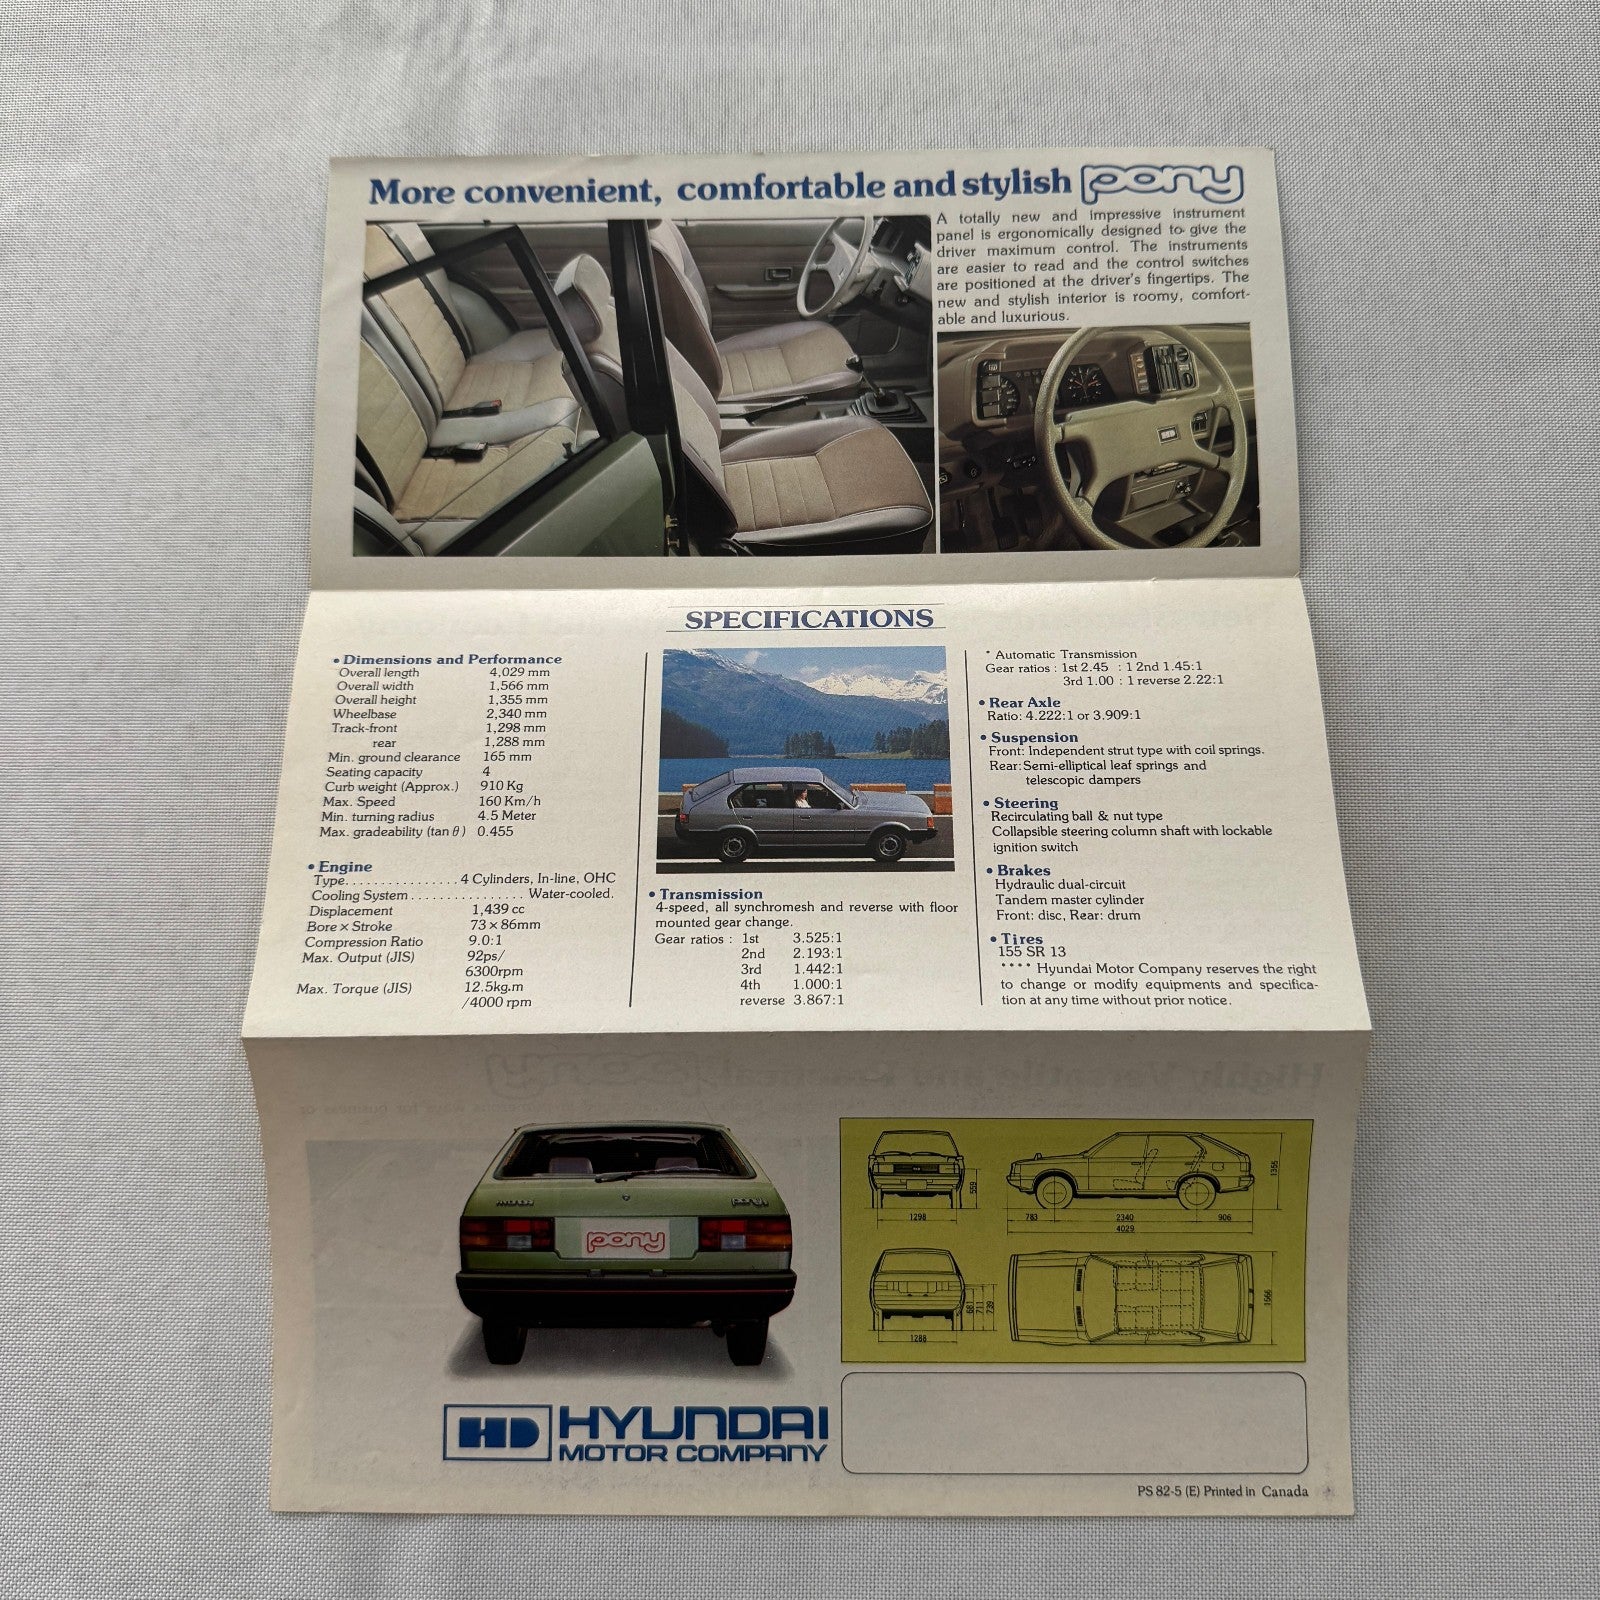 More convenient, comfortable and stylish pony
A totally new and impressive instrument
panel is ergonomically designed to give the
driver maximum control. The instruments
are easier to read and the control switches
are positioned at the driver's fingertips. The
new and stylish interior is roomy, comfort-
able and luxurious.
SPECIFICATIONS
• Dimensions and Performance
Overall length 4,029 mm
Overall width 1,566 mm
Overall height 1,355 mm
Wheelbase 2,340 mm
Track-front 1,298 mm
rear 1,288 mm
Min. ground clearance 165 mm
Seating capacity 4
Curb weight (Approx.) 910 Kg
Max. Speed 160 Km/h
Min. turning radius 4.5 Meter
Max. gradeability (tan θ) 0.455
• Engine
Type................ 4 Cylinders, In-line, OHC
Cooling System................ Water-cooled.
Displacement 1,439 cc
Bore × Stroke 73 × 86mm
Compression Ratio 9.0:1
Max. Output (JIS) 92ps/
6300rpm
Max. Torque (JIS) 12.5kg.m
/4000 rpm
• Transmission
4-speed, all synchromesh and reverse with floor
mounted gear change.
Gear ratios : 1st 3.525:1
2nd 2.193:1
3rd 1.442:1
4th 1.000:1
reverse 3.867:1
* Automatic Transmission
Gear ratios : 1st 2.45 : 1 2nd 1.45:1
3rd 1.00 : 1 reverse 2.22:1
• Rear Axle
Ratio: 4.222:1 or 3.909:1
• Suspension
Front: Independent strut type with coil springs.
Rear: Semi-elliptical leaf springs and
telescopic dampers
• Steering
Recirculating ball & nut type
Collapsible steering column shaft with lockable
ignition switch
• Brakes
Hydraulic dual-circuit
Tandem master cylinder
Front: disc, Rear: drum
• Tires
155 SR 13
**** Hyundai Motor Company reserves the right
to change or modify equipments and specifica-
tion at any time without prior notice.
HYUNDAI pony
pony
559
1298
1355
783 2340 906
4029
681
711
739
1288
1566
HD HYUNDAI
MOTOR COMPANY
PS 82-5 (E) Printed in Canada